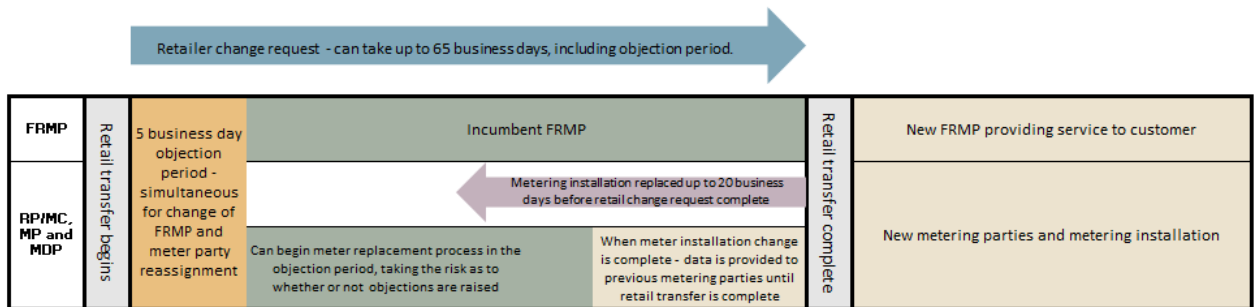 Retailer change request - can take up to 65 business days, including objection period.
FRMP
Retail transfer begins
5 business day
objection
period -
simultaneous
for change of
FRMP and
meter party
reassignment
Incumbent FRMP
Retail transfer complete
New FRMP providing service to customer
RP/MC,
MP and
MDP
Metering installation replaced up to 20 business
days before retail change request complete
Can begin meter replacement process in the
objection period, taking the risk as to
whether or not objections are raised
When meter installation change
is complete - data is provided to
previous metering parties until
retail transfer is complete
New metering parties and metering installation